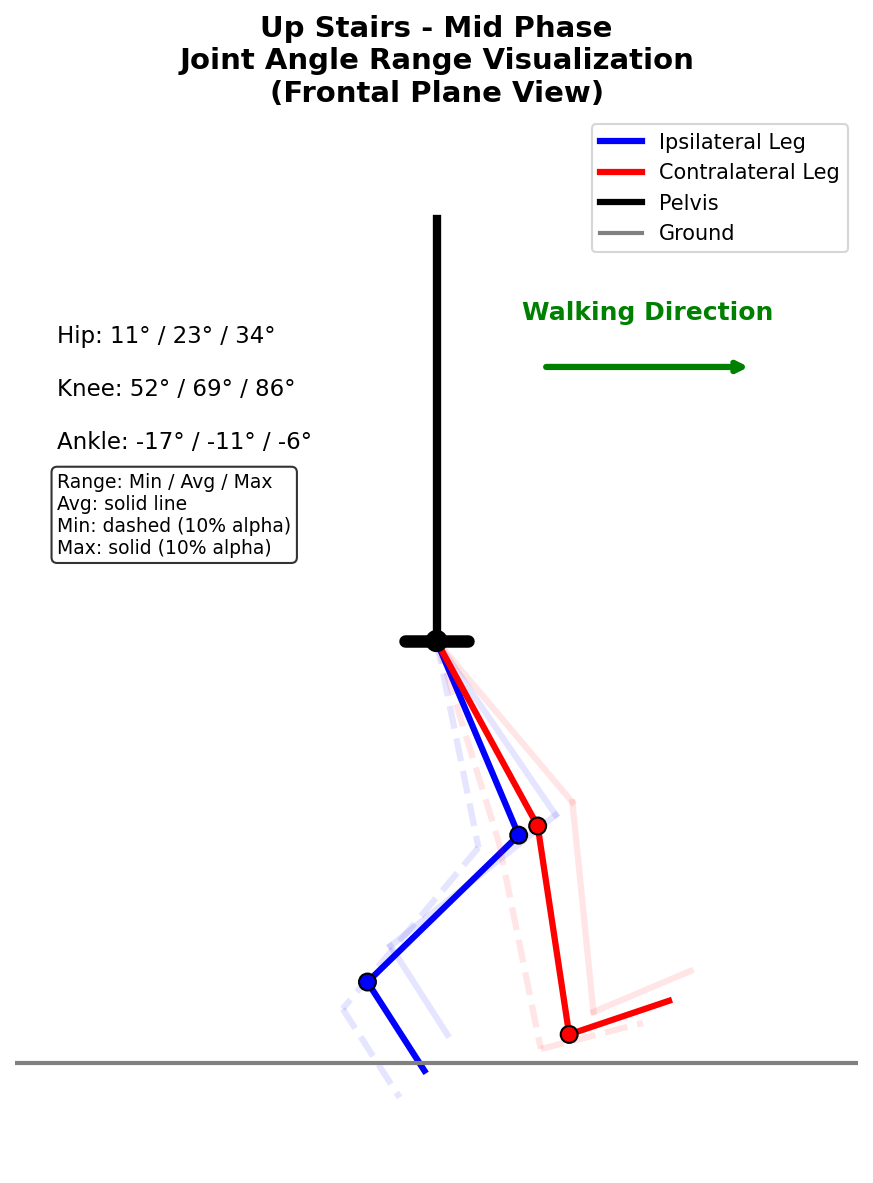 Up Stairs - Mid Phase
Joint Angle Range Visualization
(Frontal Plane View)
Ipsilateral Leg
Contralateral Leg
Pelvis
Ground
Walking Direction
Hip: 11° / 23° / 34°
Knee: 52° / 69° / 86°
Ankle: -17° / -11° / -6°
Range: Min / Avg / Max
Avg: solid line
Min: dashed (10% alpha)
Max: solid (10% alpha)